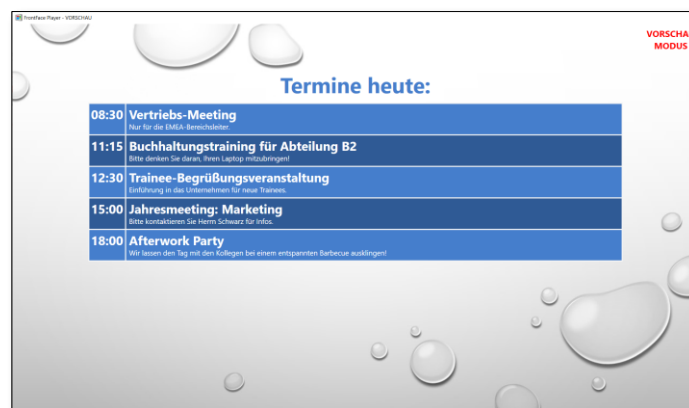 frontface Player - VORSCHAU
VORSCHA
MODUS
Termine heute:
08:30 Vertriebs-Meeting
Nur für die EMEA-Bereichsleiter.
11:15 Buchhaltungstraining für Abteilung B2
Bitte denken Sie daran, Ihren Laptop mitzubringen!
12:30 Trainee-Begrüßungsveranstaltung
Einführung in das Unternehmen für neue Trainees.
15:00 Jahresmeeting: Marketing
Bitte kontaktieren Sie Herrn Schwarz für Infos.
18:00 Afterwork Party
Wir lassen den Tag mit den Kollegen bei einem entspannten Barbecue ausklingen!